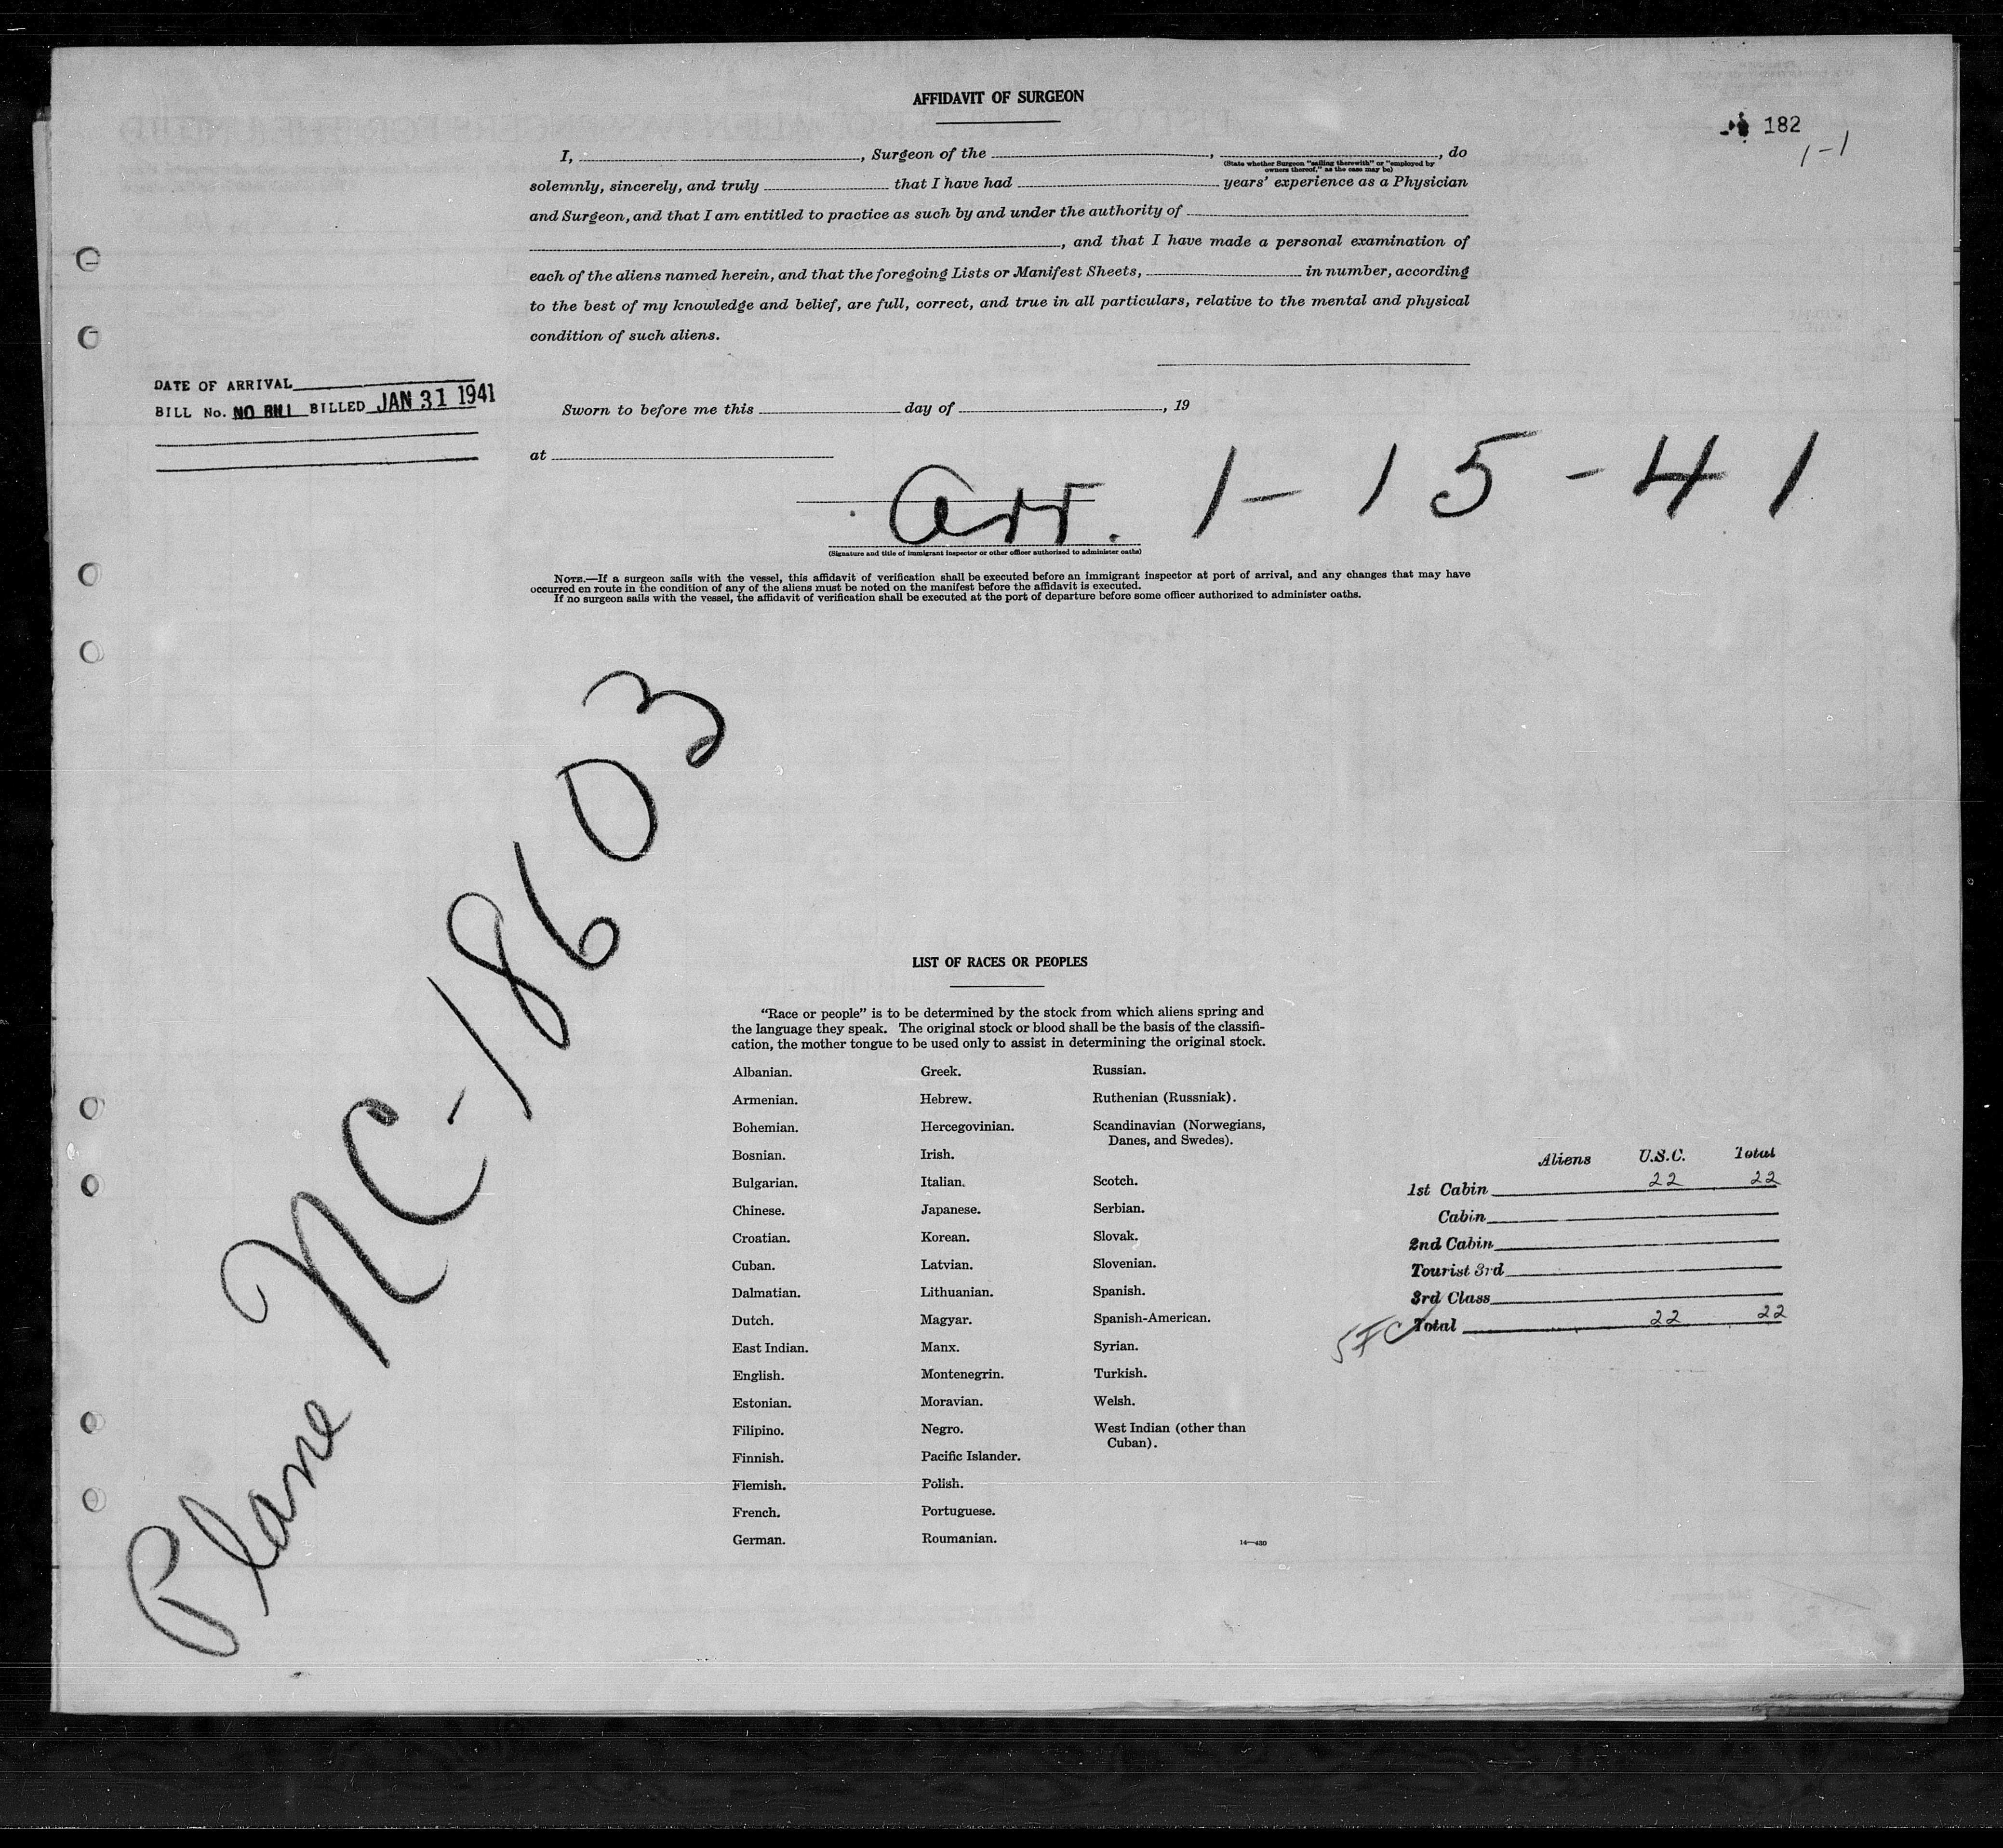 AFFIDAVIT OF SURGEON
182
1-1
I, , Surgeon of the , , do
(State whether Surgeon "sailing therewith" or "employed by
owners thereof," as the case may be)
solemnly, sincerely, and truly that I have had years' experience as a Physician
and Surgeon, and that I am entitled to practice as such by and under the authority of
, and that I have made a personal examination of
each of the aliens named herein, and that the foregoing Lists or Manifest Sheets, in number, according
to the best of my knowledge and belief, are full, correct, and true in all particulars, relative to the mental and physical
condition of such aliens.
DATE OF ARRIVAL
BILL No. NO BILL BILLED JAN 31 1941
Sworn to before me this day of , 19
at
Arr. 1-15-41
(Signature and title of immigrant inspector or other officer authorized to administer oaths)
NOTE.—If a surgeon sails with the vessel, this affidavit of verification shall be executed before an immigrant inspector at port of arrival, and any changes that may have
occurred en route in the condition of any of the aliens must be noted on the manifest before the affidavit is executed.
If no surgeon sails with the vessel, the affidavit of verification shall be executed at the port of departure before some officer authorized to administer oaths.
Plane NC-18603
LIST OF RACES OR PEOPLES
"Race or people" is to be determined by the stock from which aliens spring and
the language they speak. The original stock or blood shall be the basis of the classifi-
cation, the mother tongue to be used only to assist in determining the original stock.
Albanian.
Armenian.
Bohemian.
Bosnian.
Bulgarian.
Chinese.
Croatian.
Cuban.
Dalmatian.
Dutch.
East Indian.
English.
Estonian.
Filipino.
Finnish.
Flemish.
French.
German.
Greek.
Hebrew.
Hercegovinian.
Irish.
Italian.
Japanese.
Korean.
Latvian.
Lithuanian.
Magyar.
Manx.
Montenegrin.
Moravian.
Negro.
Pacific Islander.
Polish.
Portuguese.
Roumanian.
Russian.
Ruthenian (Russniak).
Scandinavian (Norwegians,
Danes, and Swedes).
Scotch.
Serbian.
Slovak.
Slovenian.
Spanish.
Spanish-American.
Syrian.
Turkish.
Welsh.
West Indian (other than
Cuban).
14—430
Aliens U.S.C. Total
1st Cabin 22 22
Cabin
2nd Cabin
Tourist 3rd
3rd Class
Total 22 22